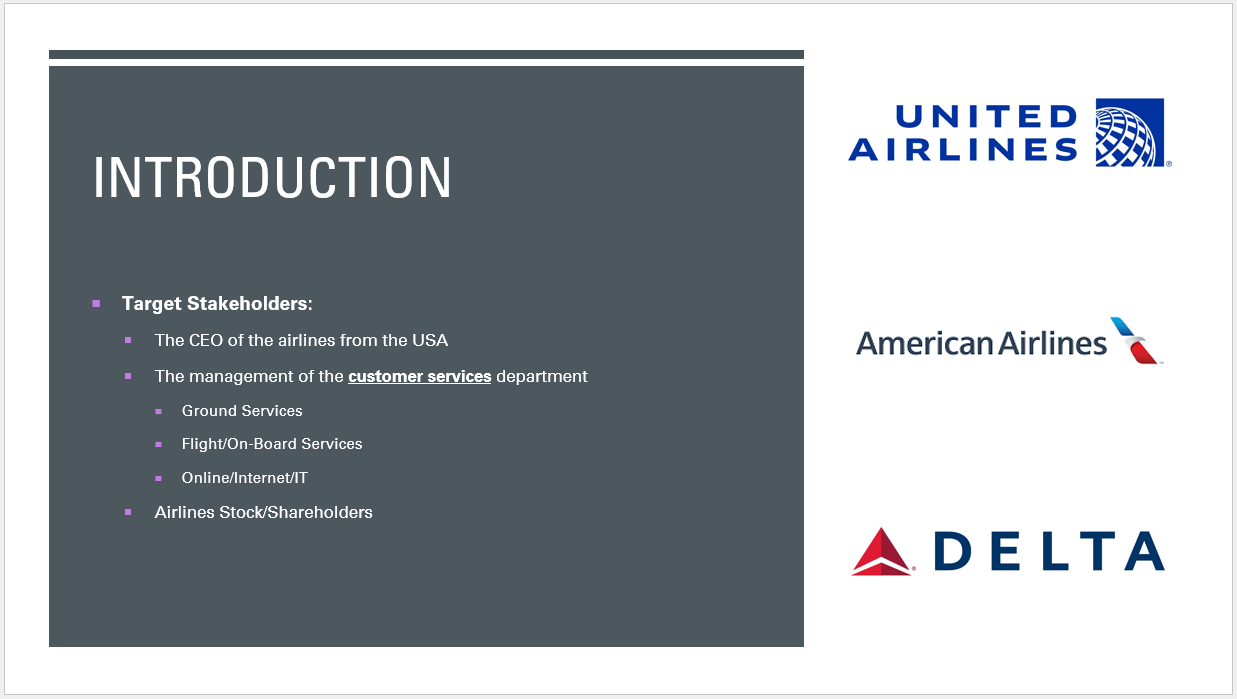 INTRODUCTION
Target Stakeholders:
The CEO of the airlines from the USA
The management of the customer services department
Ground Services
Flight/On-Board Services
Online/Internet/IT
Airlines Stock/Shareholders
UNITED
AIRLINES
American Airlines
DELTA